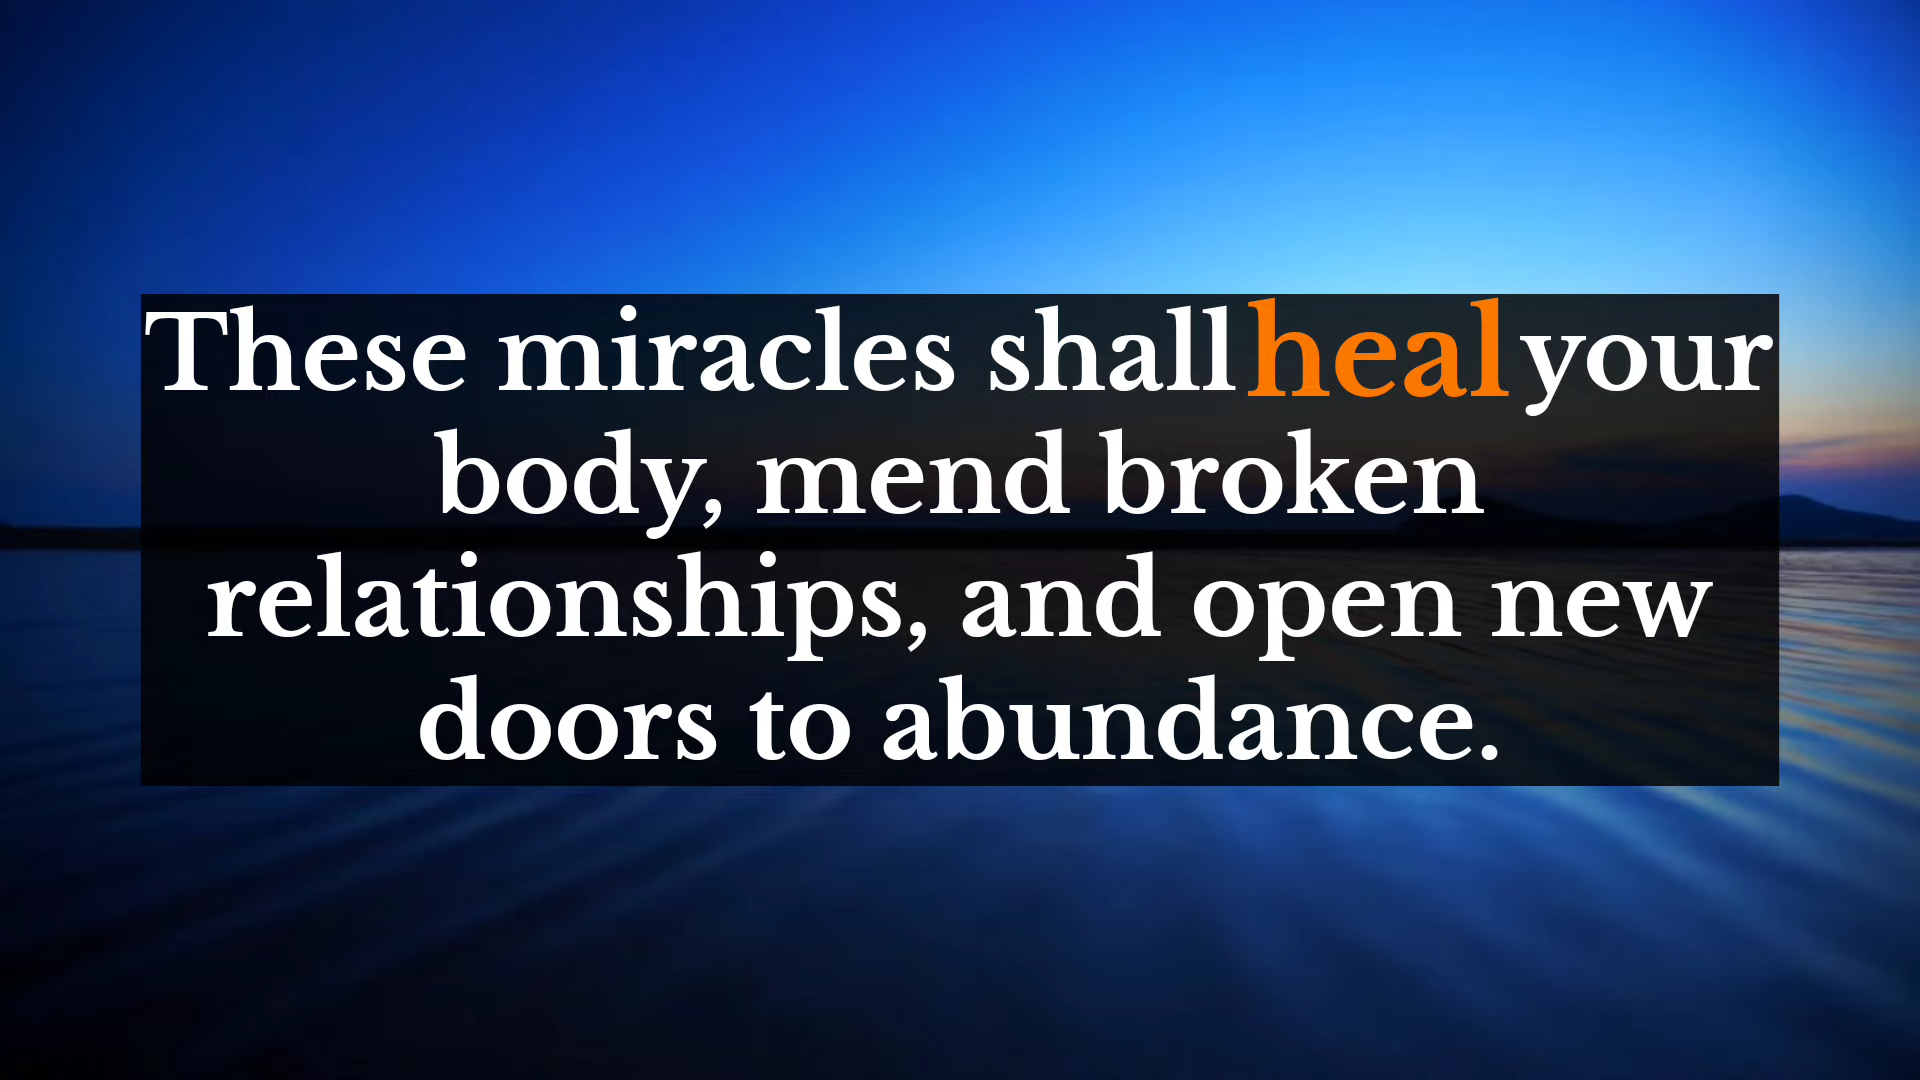 These miracles shall heal your
body, mend broken
relationships, and open new
doors to abundance.